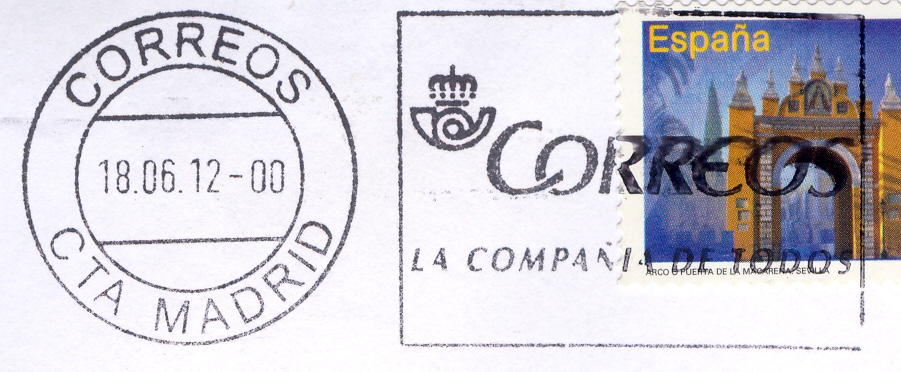 CORREOS
18.06.12-00
CTA MADRID
CORREOS
LA COMPAÑIA DE TODOS
España
ARCO O PUERTA DE LA MACARENA. SEVILLA